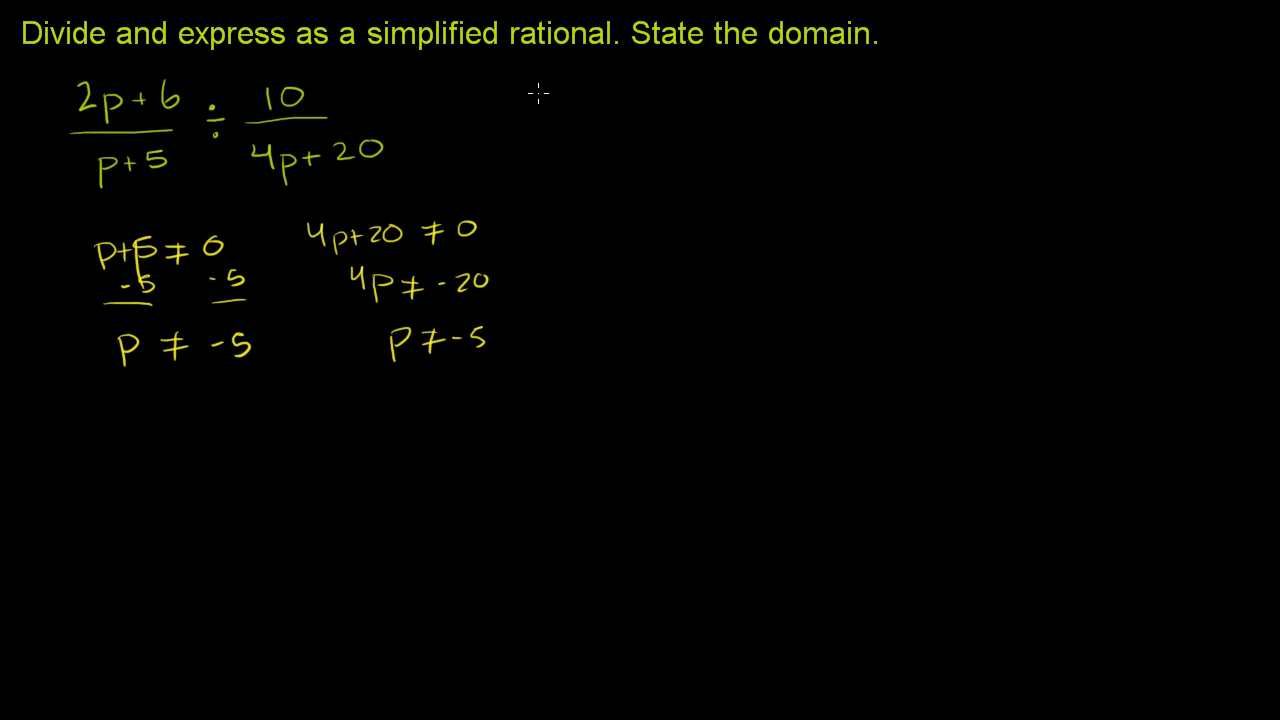 Divide and express as a simplified rational. State the domain.
2p+6 / p+5 ÷ 10 / 4p+20
p+5 ≠ 0    4p+20 ≠ 0
-5   -5    4p ≠ -20
p ≠ -5    p ≠ -5